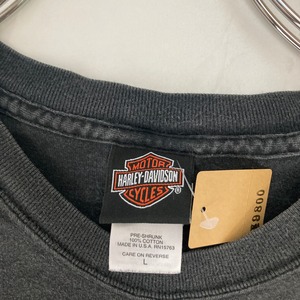 MOTOR
HARLEY-DAVIDSON
CYCLES
®
PRE-SHRUNK
100% COTTON
MADE IN U.S.A. RN15763
CARE ON REVERSE
L
9800